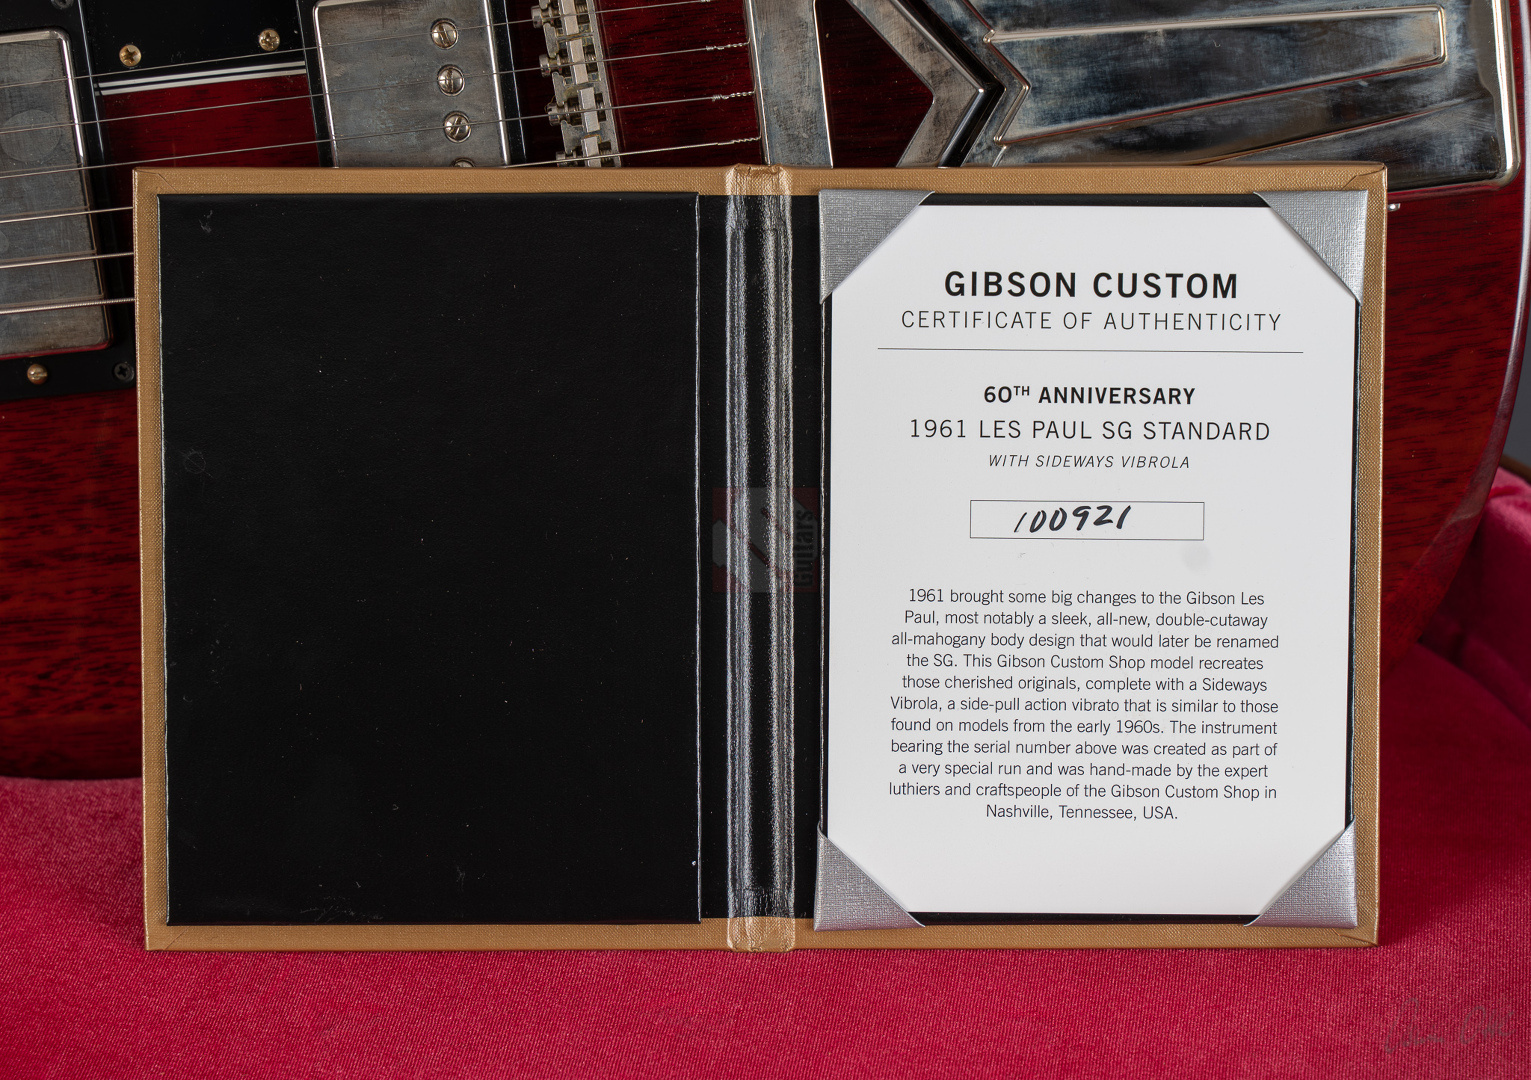 GIBSON CUSTOM
CERTIFICATE OF AUTHENTICITY
60TH ANNIVERSARY
1961 LES PAUL SG STANDARD
WITH SIDEWAYS VIBROLA
100921
1961 brought some big changes to the Gibson Les
Paul, most notably a sleek, all-new, double-cutaway
all-mahogany body design that would later be renamed
the SG. This Gibson Custom Shop model recreates
those cherished originals, complete with a Sideways
Vibrola, a side-pull action vibrato that is similar to those
found on models from the early 1960s. The instrument
bearing the serial number above was created as part of
a very special run and was hand-made by the expert
luthiers and craftspeople of the Gibson Custom Shop in
Nashville, Tennessee, USA.
Guitars